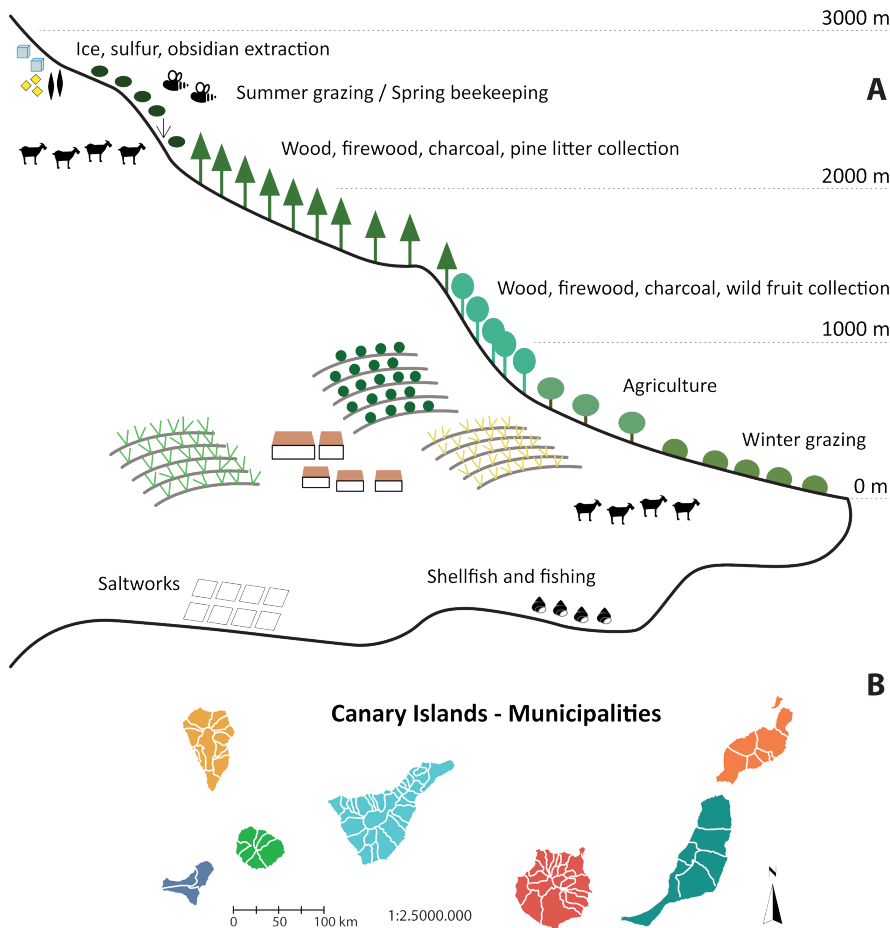 3000 m
Ice, sulfur, obsidian extraction
A
Summer grazing / Spring beekeeping
Wood, firewood, charcoal, pine litter collection
2000 m
Wood, firewood, charcoal, wild fruit collection
1000 m
Agriculture
Winter grazing
0 m
Saltworks
Shellfish and fishing
B
Canary Islands - Municipalities
0 50 100 km
1:2.5000.000
N